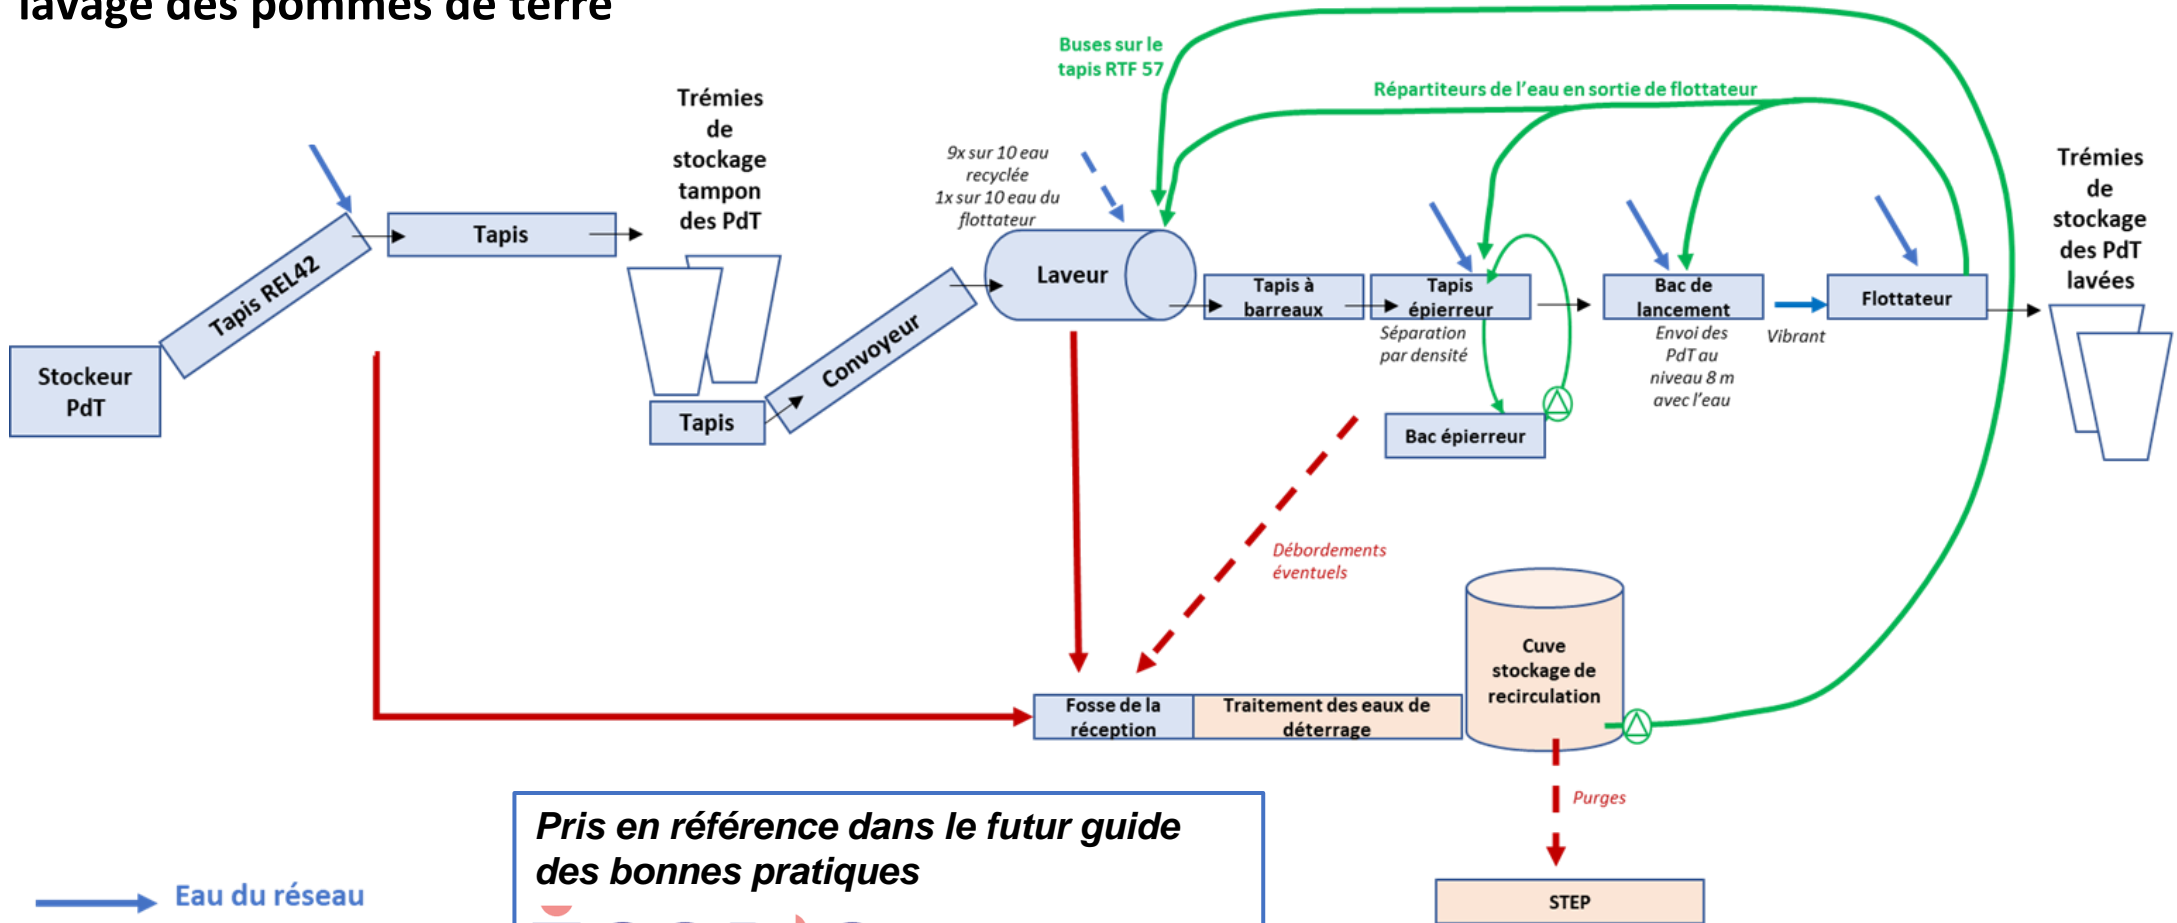 lavage des pommes de terre
Buses sur le
tapis RTF 57
Répartiteurs de l'eau en sortie de flottateur
Trémies
de
stockage
tampon
des PdT
9x sur 10 eau
recyclée
1x sur 10 eau du
flottateur
Trémies
de
stockage
des PdT
lavées
Stockeur
PdT
Tapis REL42
Tapis
Tapis
Convoyeur
Laveur
Tapis à
barreaux
Tapis
épierreur
Séparation
par densité
Bac épierreur
Bac de
lancement
Envoi des
PdT au
niveau 8 m
avec l'eau
Vibrant
Flottateur
Débordements
éventuels
Fosse de la
réception
Traitement des eaux de
déterrage
Cuve
stockage de
recirculation
Purges
STEP
Pris en référence dans le futur guide
des bonnes pratiques
Eau du réseau